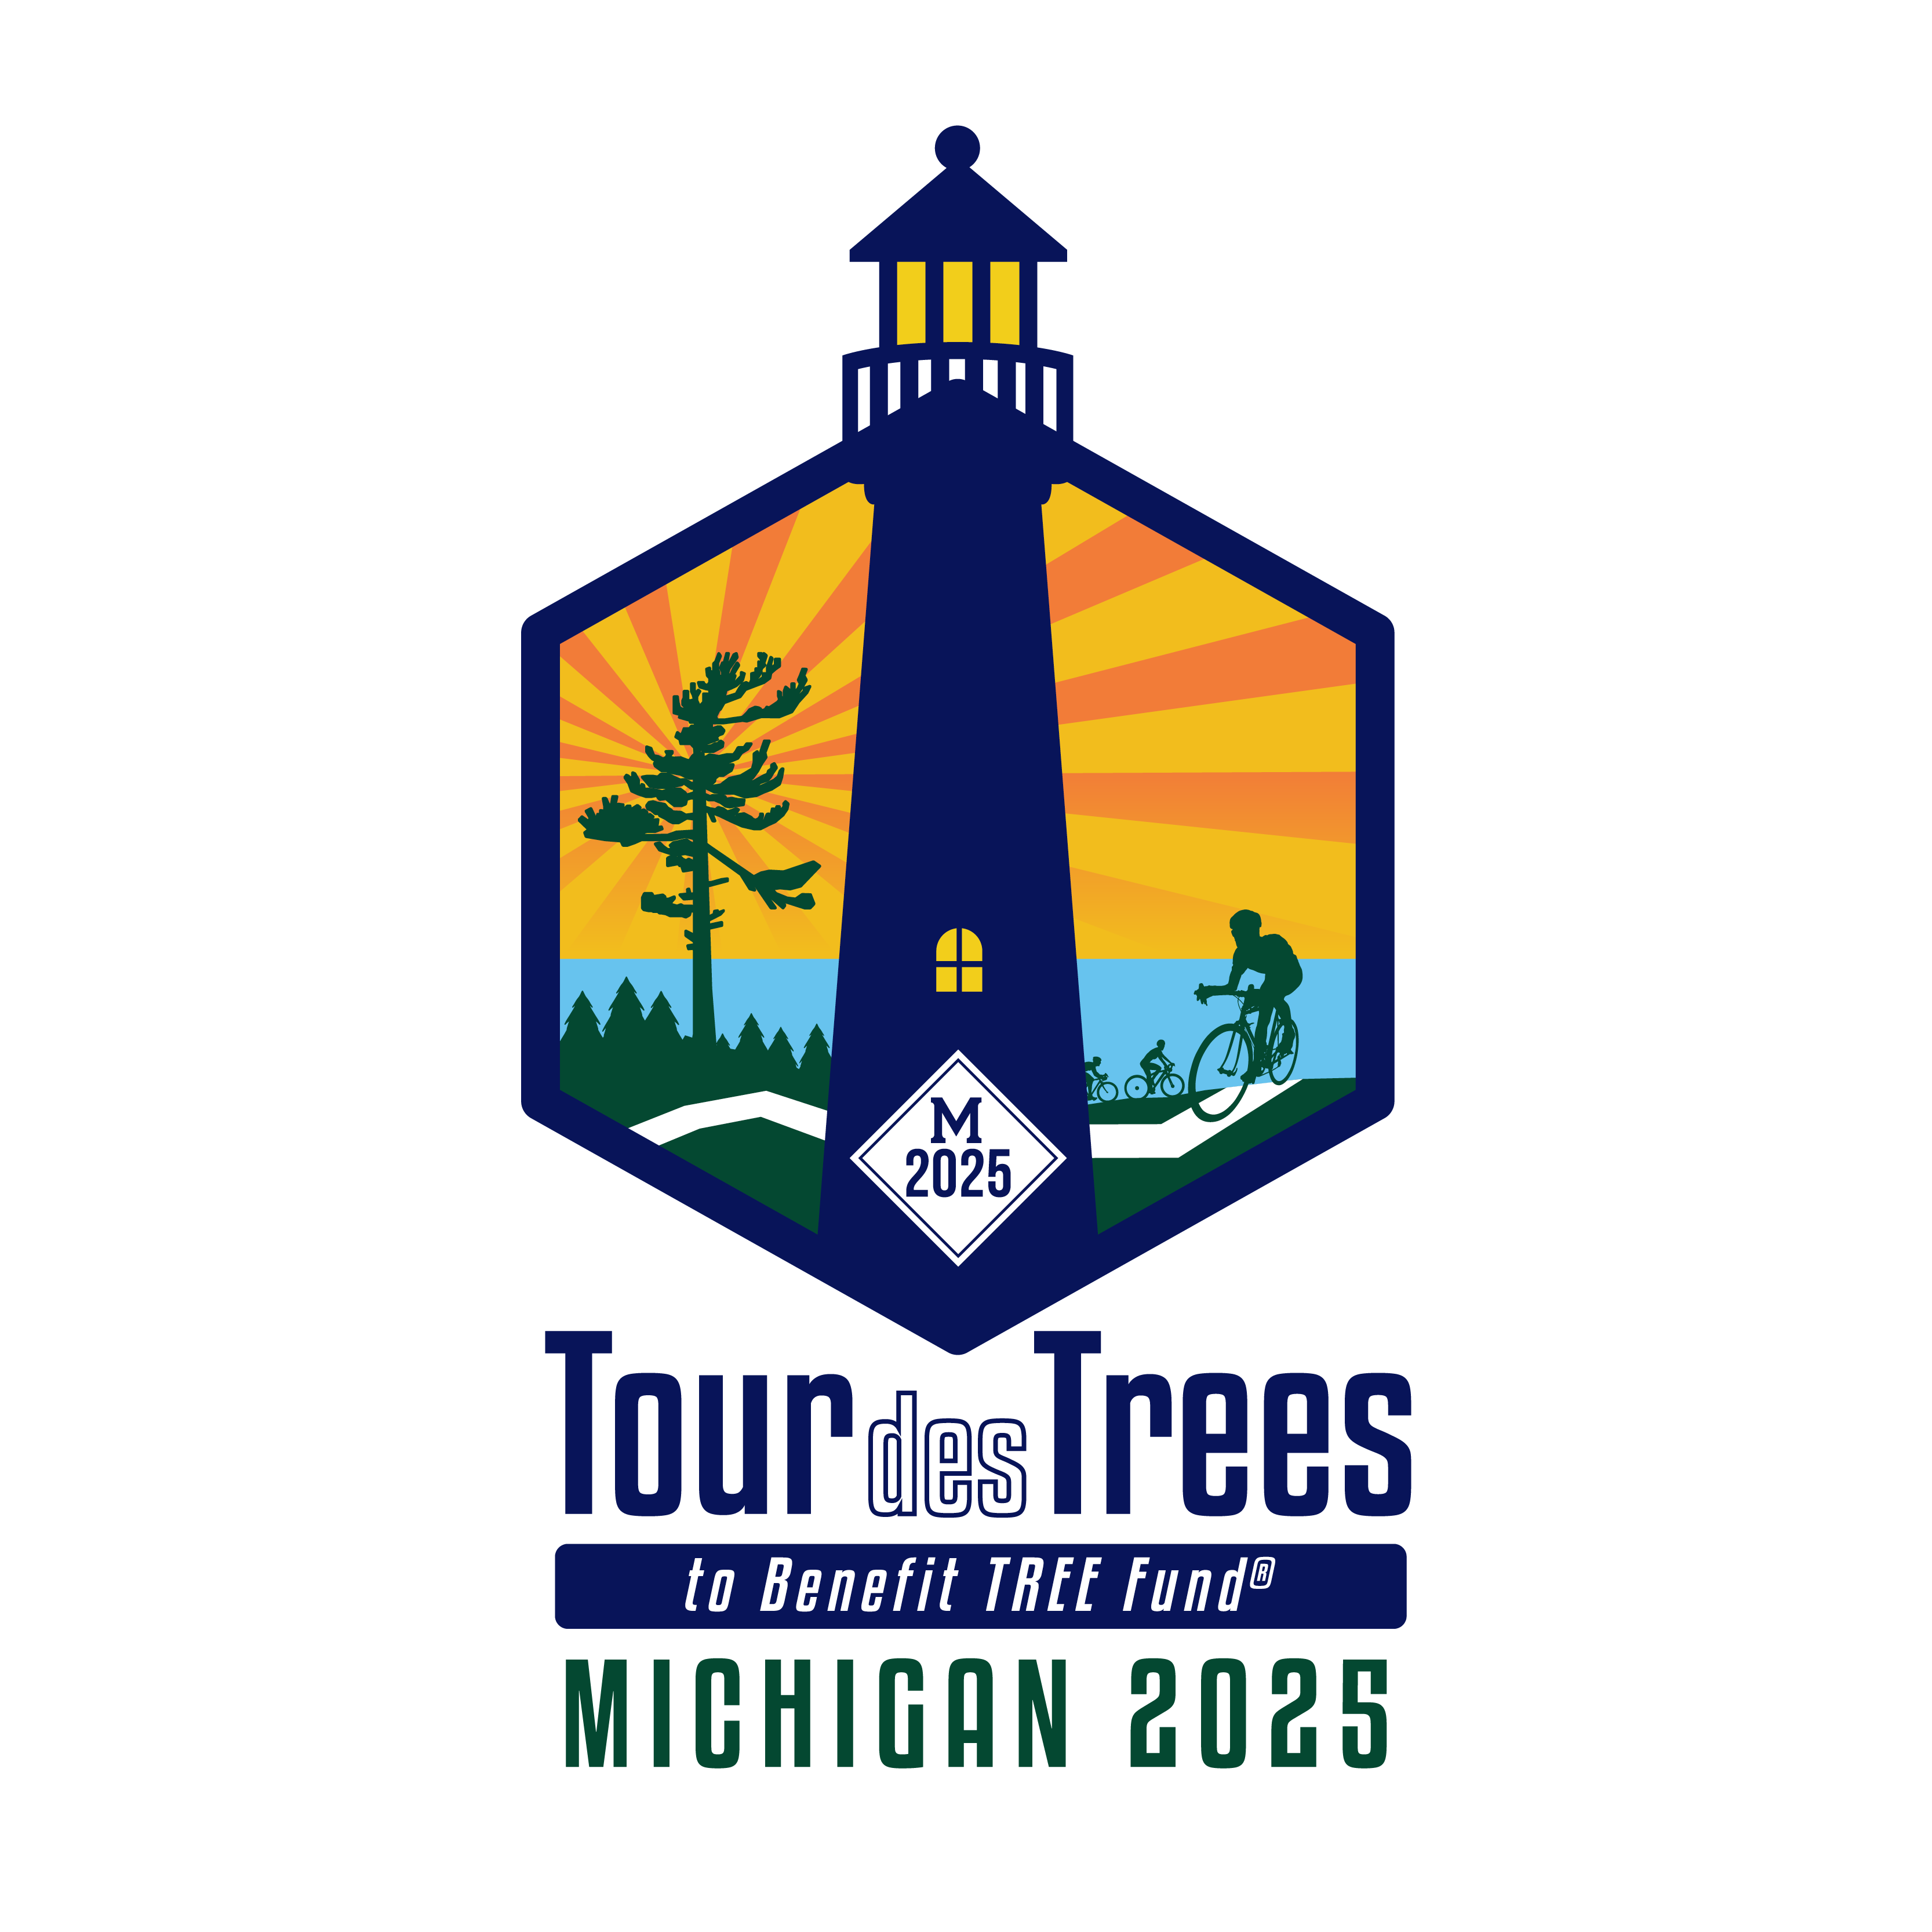 M
2025
Tour des Trees
to Benefit TREE Fund®
MICHIGAN 2025